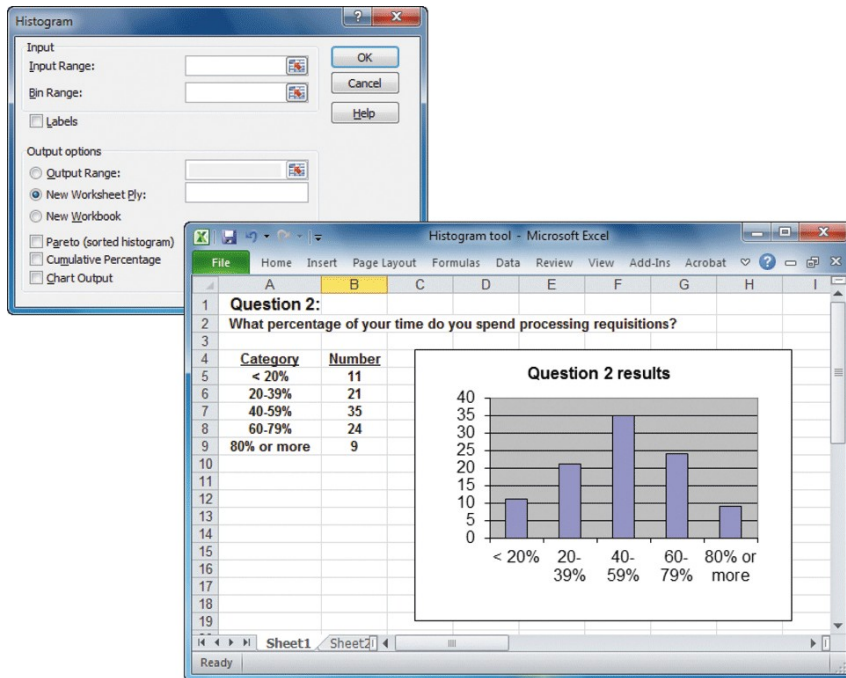 Histogram
Input
Input Range:
OK
Bin Range:
Cancel
Labels
Help
Output options
Output Range:
New Worksheet Ply:
New Workbook
Pareto (sorted histogram)
Cumulative Percentage
Chart Output
Histogram tool - Microsoft Excel
File Home Insert Page Layout Formulas Data Review View Add-Ins Acrobat
A B C D E F G H I
1 Question 2:
2 What percentage of your time do you spend processing requisitions?
3
4 Category Number
5 < 20% 11
6 20-39% 21
7 40-59% 35
8 60-79% 24
9 80% or more 9
10
11
12
13
14
15
16
17
18
19
Question 2 results
40
35
30
25
20
15
10
5
0
< 20% 20- 40- 60- 80% or
39% 59% 79% more
Sheet1 Sheet2
Ready